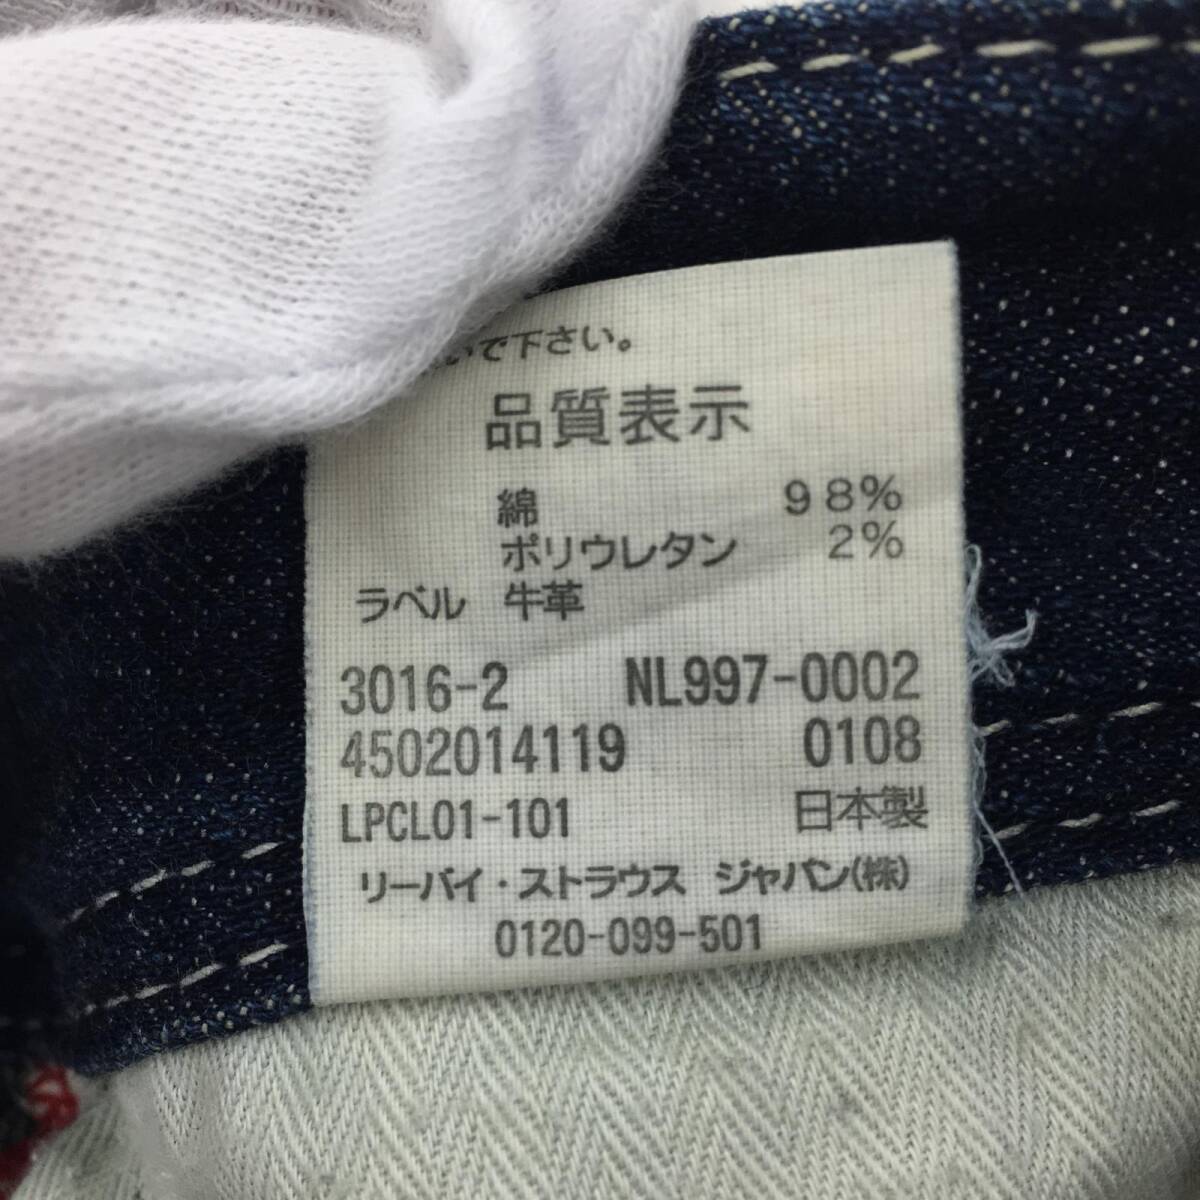 いで下さい。
品質表示
綿 98%
ポリウレタン 2%
ラベル 牛革
3016-2 NL997-0002
4502014119 0108
LPCL01-101 日本製
リーバイ・ストラウス ジャパン(株)
0120-099-501